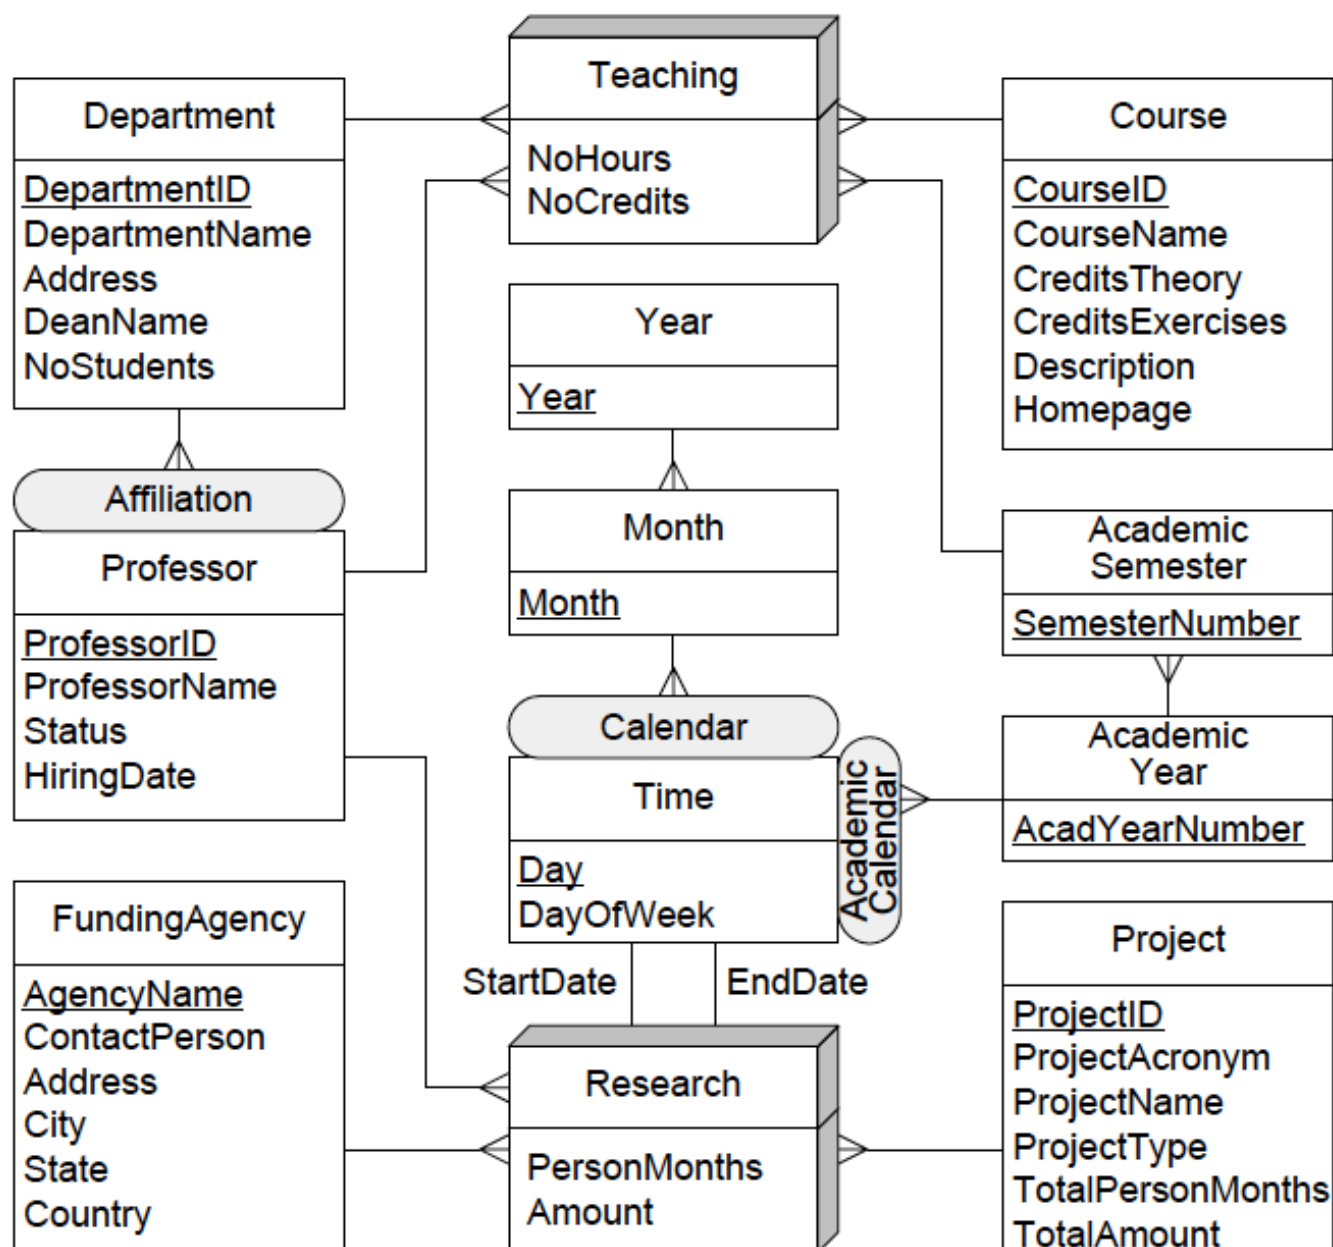 Teaching
NoHours
NoCredits
Department
DepartmentID
DepartmentName
Address
DeanName
NoStudents
Course
CourseID
CourseName
CreditsTheory
CreditsExercises
Description
Homepage
Year
Year
Affiliation
Professor
ProfessorID
ProfessorName
Status
HiringDate
Month
Month
Academic
Semester
SemesterNumber
Calendar
Time
Day
DayOfWeek
Academic
Calendar
Academic
Year
AcadYearNumber
FundingAgency
AgencyName
ContactPerson
Address
City
State
Country
StartDate
EndDate
Research
PersonMonths
Amount
Project
ProjectID
ProjectAcronym
ProjectName
ProjectType
TotalPersonMonths
TotalAmount